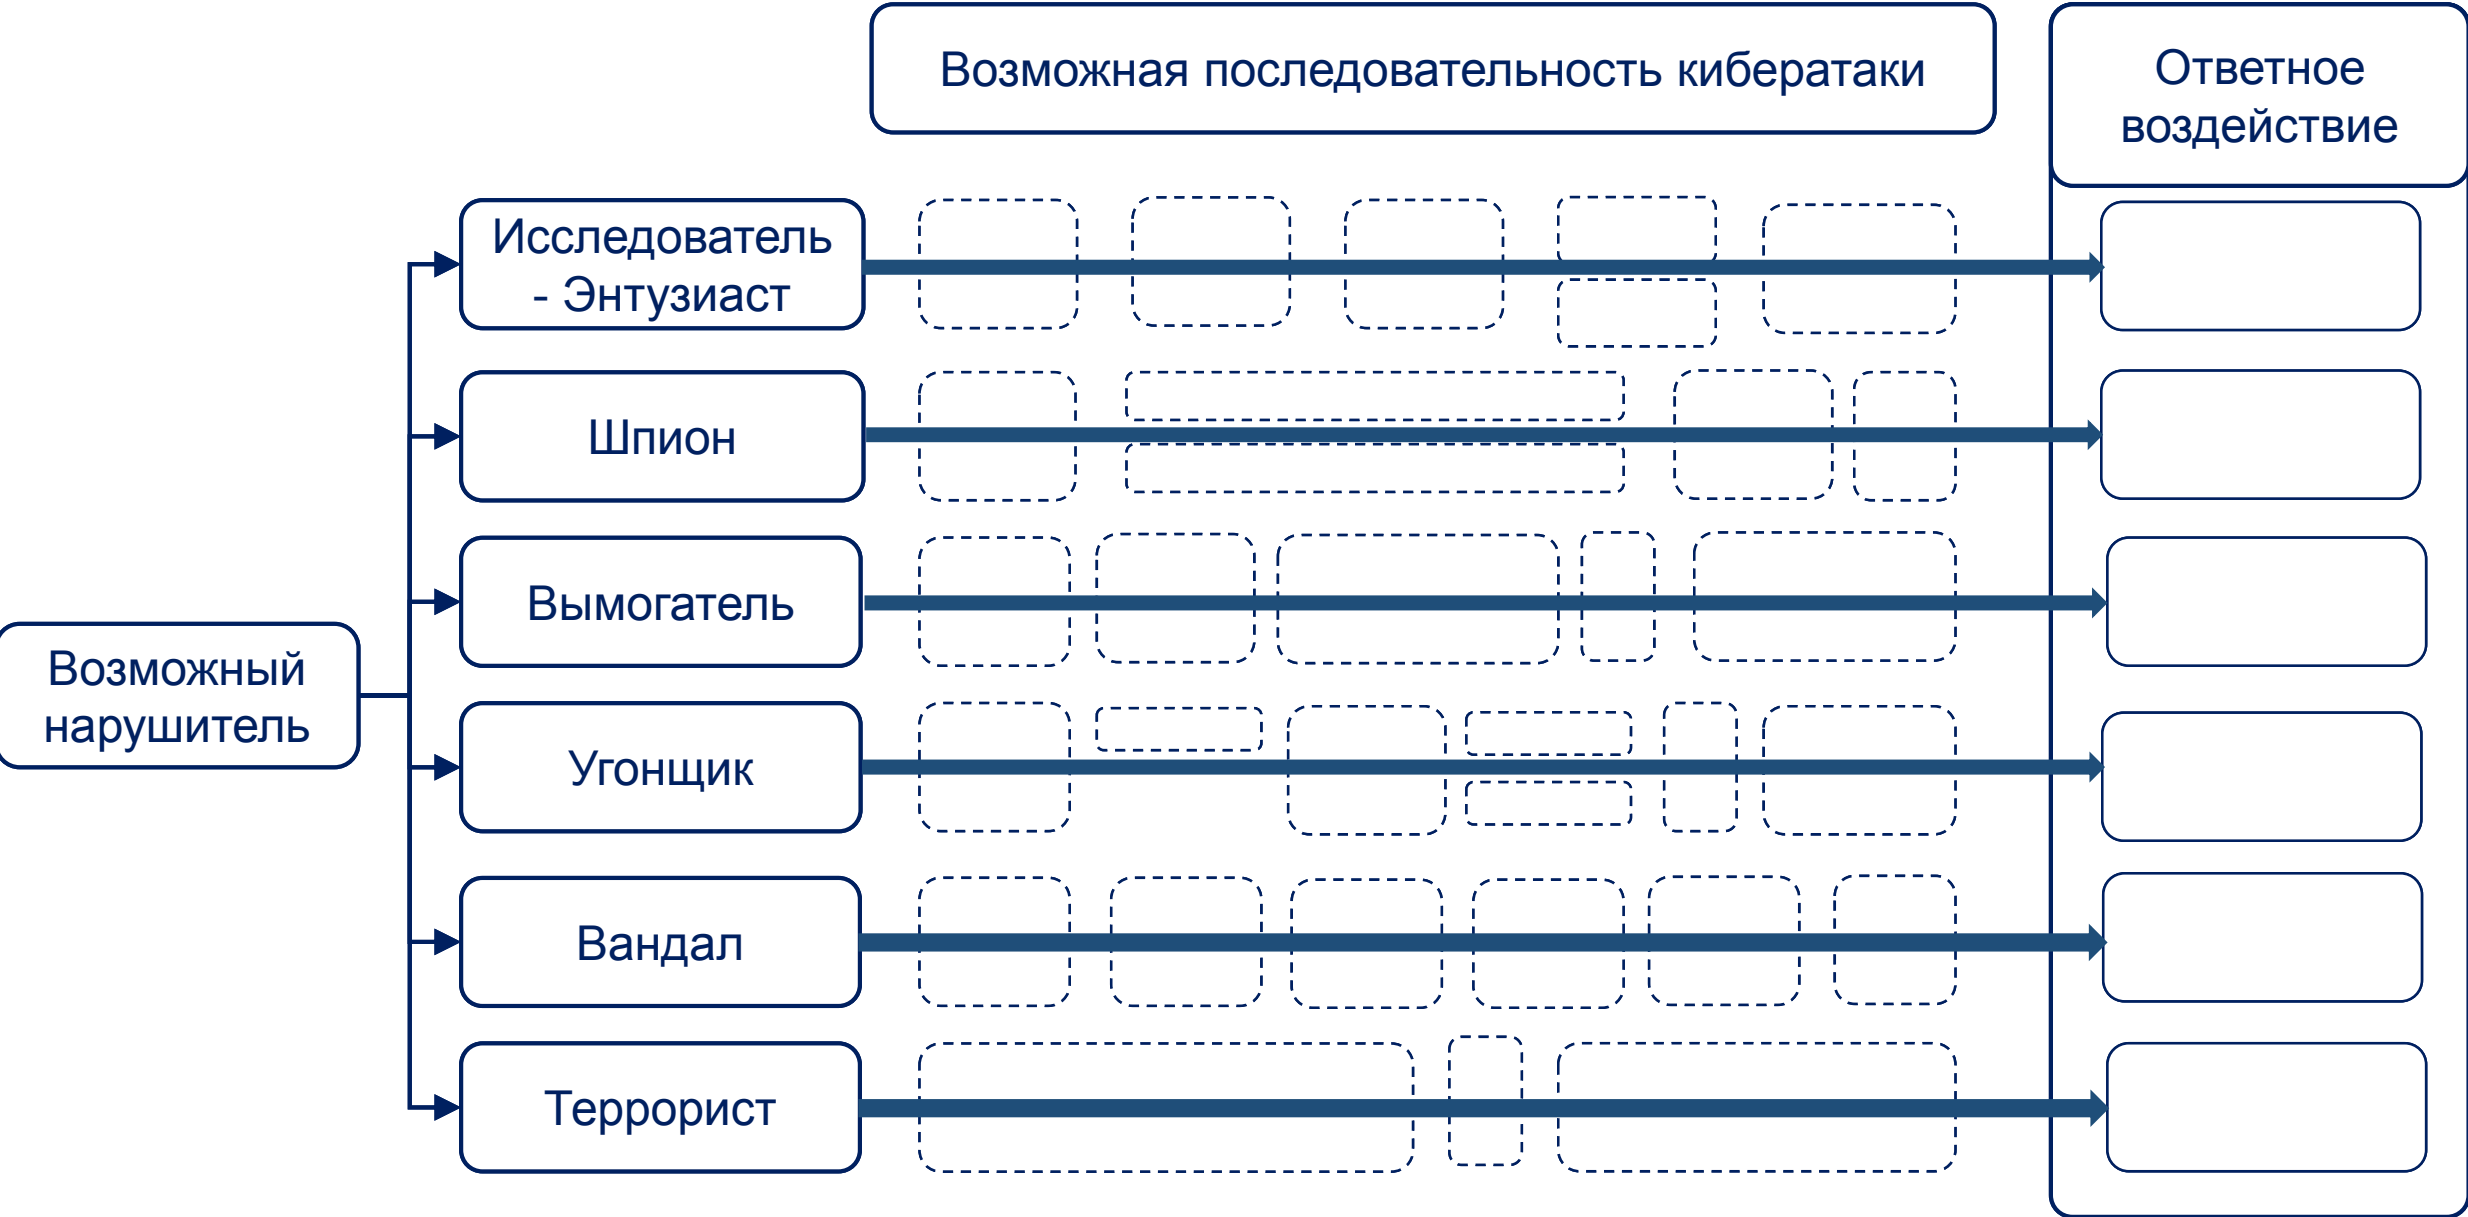 Возможная последовательность кибератаки
Ответное
воздействие
Исследователь
- Энтузиаст
Шпион
Вымогатель
Возможный
нарушитель
Угонщик
Вандал
Террорист